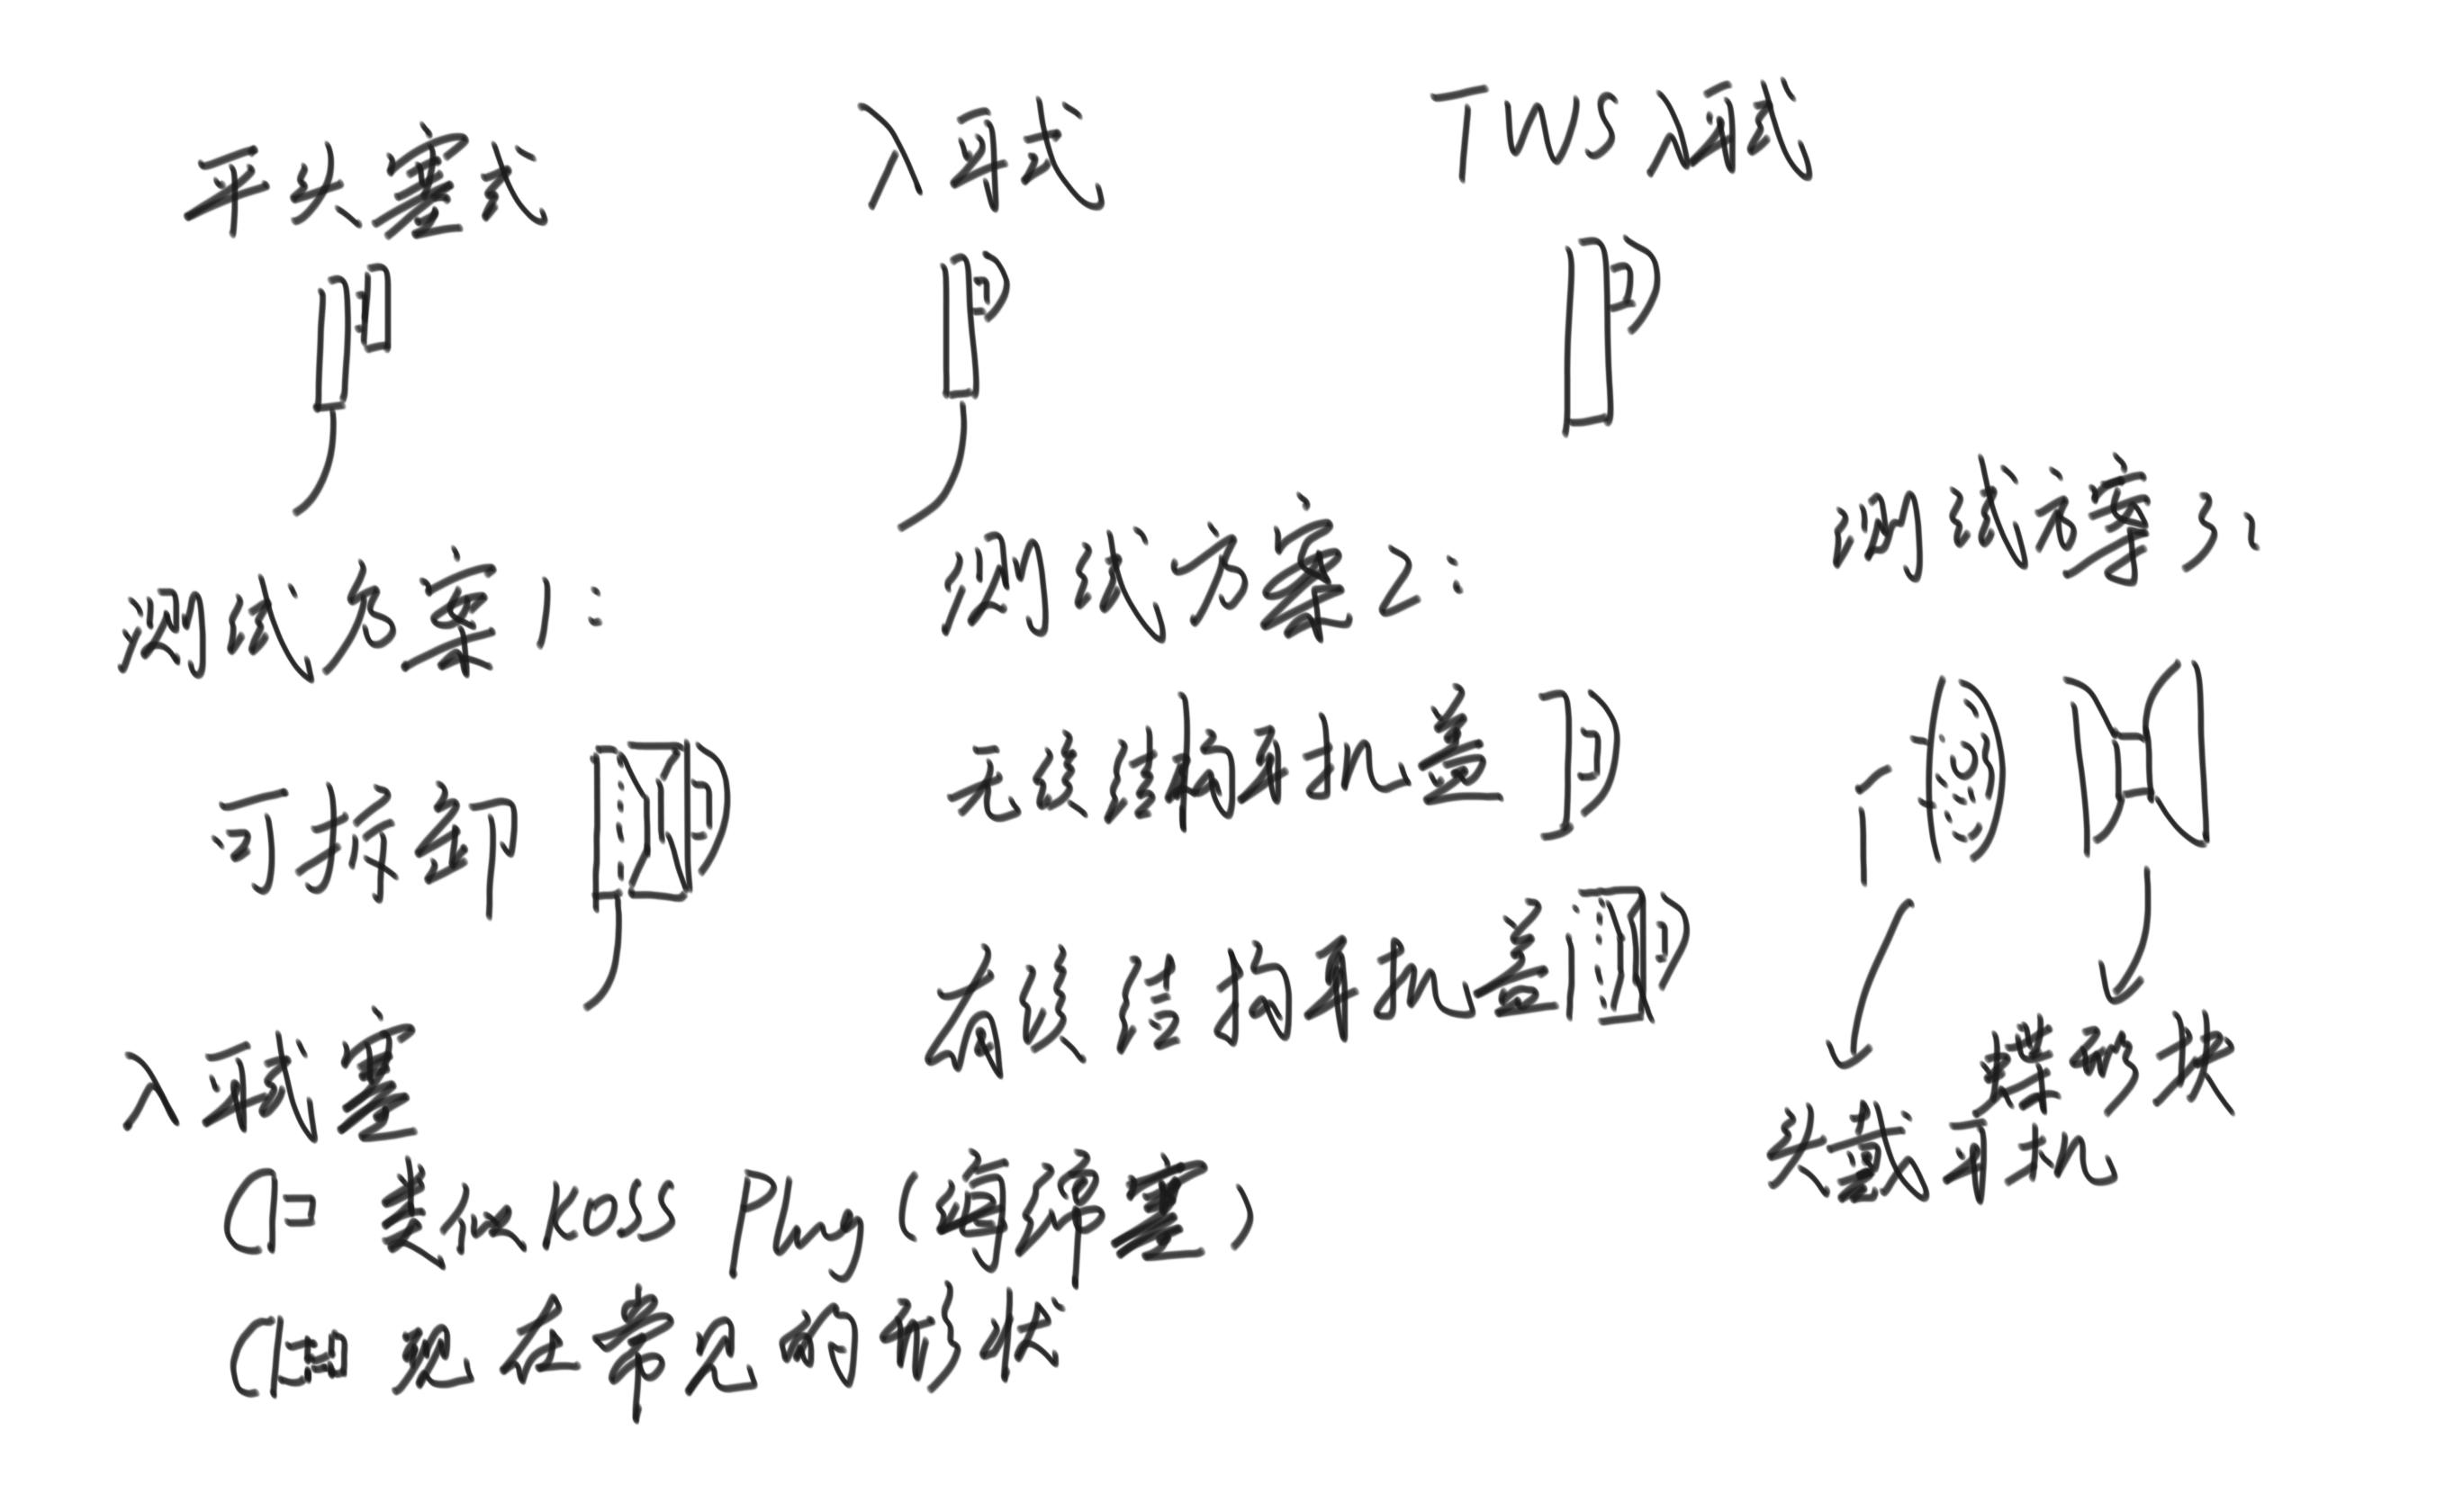 平头塞式
入耳式
TWS入耳式
测试方案1：
测试方案2：
测试方案3：
可拆卸
无线结构耳机盖
有线结构耳机盖
入耳式塞
类似KOSS Plug（海绵塞）
现在常见的形状
头戴耳机
蝶形块